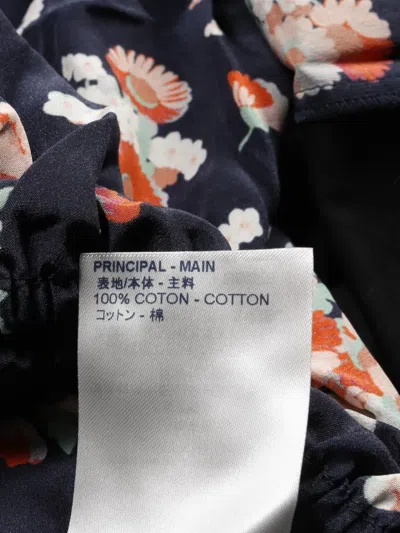 PRINCIPAL - MAIN
表地/本体 - 主料
100% COTON - COTTON
コットン - 棉